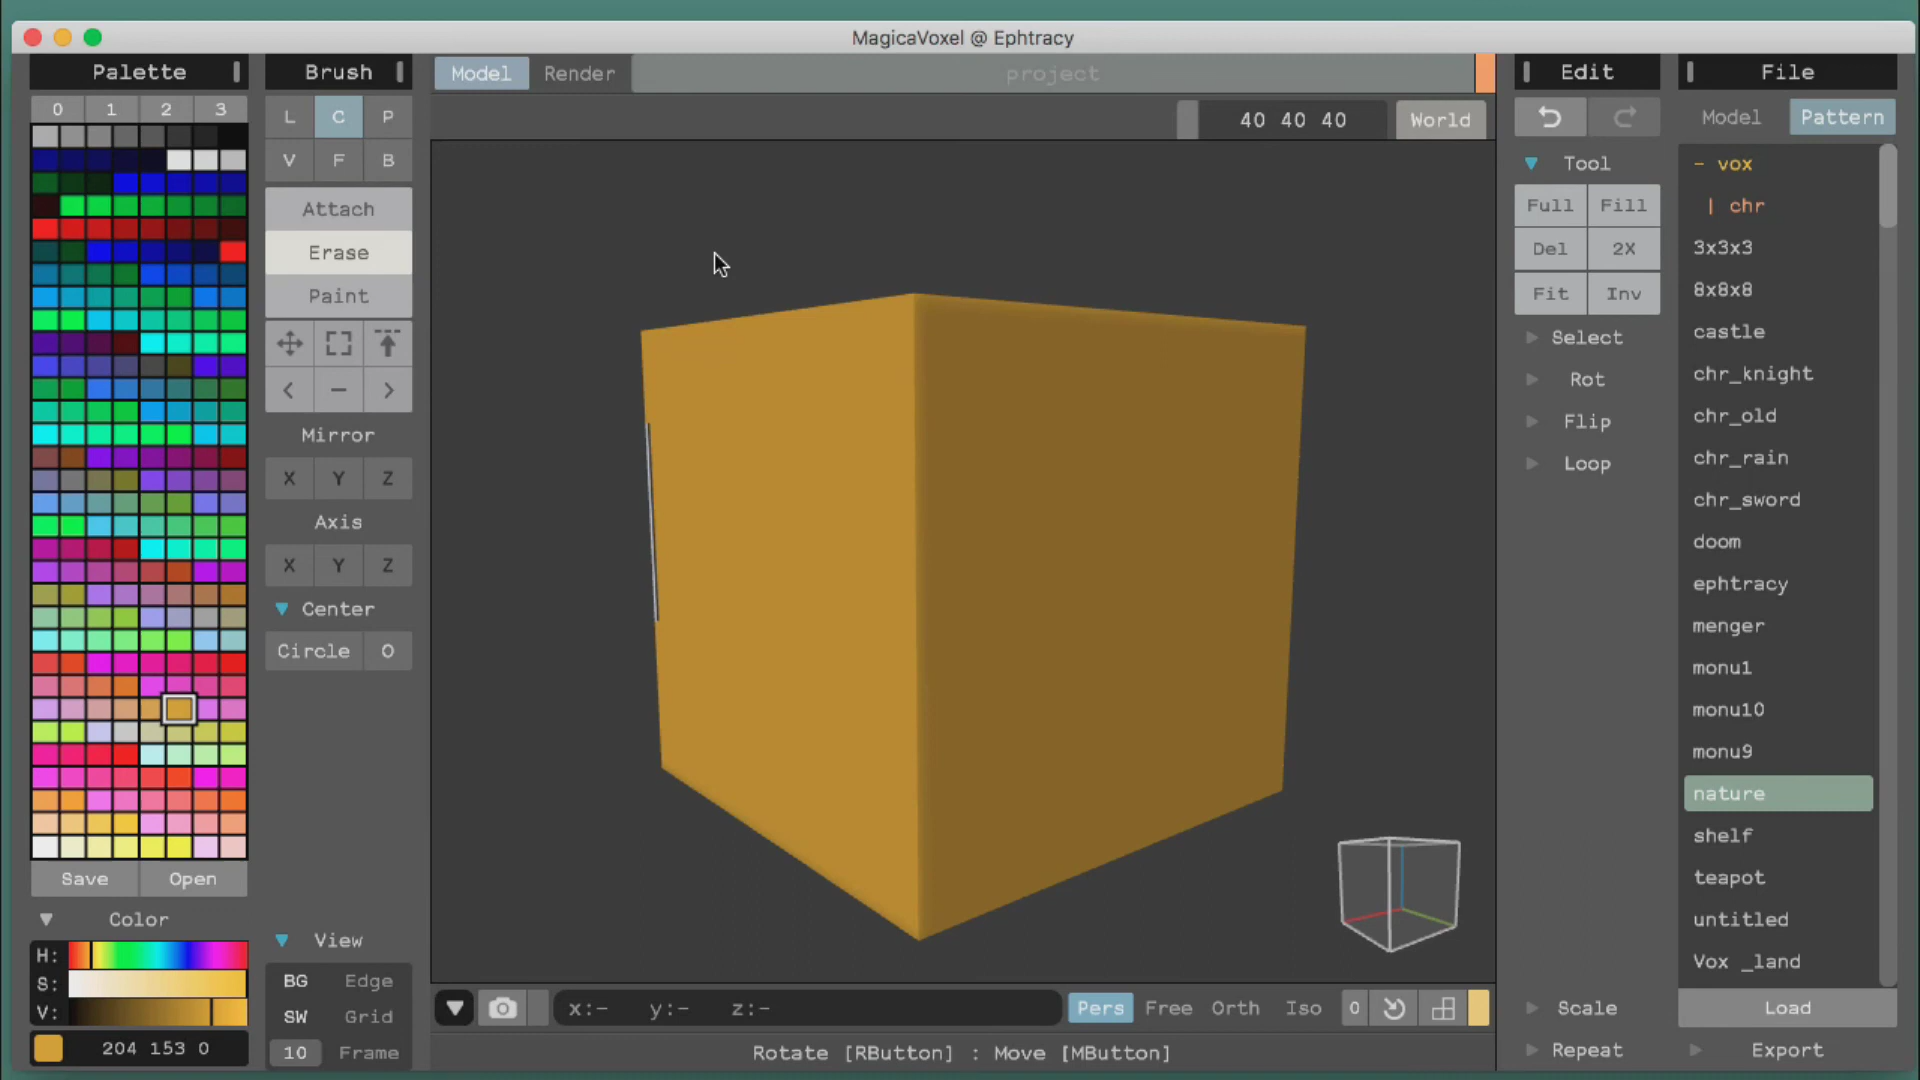 MagicaVoxel @ Ephtracy
Palette
Brush
Model Render
project
Edit
File
0 1 2 3
L C P
V F B
40 40 40
World
Model Pattern
Attach
Erase
Paint
Tool
Full Fill
Del 2X
Fit Inv
Select
Rot
Flip
Loop
- vox
| chr
3x3x3
8x8x8
castle
chr_knight
chr_old
chr_rain
chr_sword
doom
ephtracy
menger
monu1
monu10
monu9
nature
shelf
teapot
untitled
Vox _land
< - >
Mirror
X Y Z
Axis
X Y Z
Center
Circle O
Save Open
Color
H:
S:
V:
204 153 0
View
BG Edge
SW Grid
10 Frame
x:- y:- z:-
Pers Free Orth Iso 0
Rotate [RButton] : Move [MButton]
Scale
Repeat
Load
Export